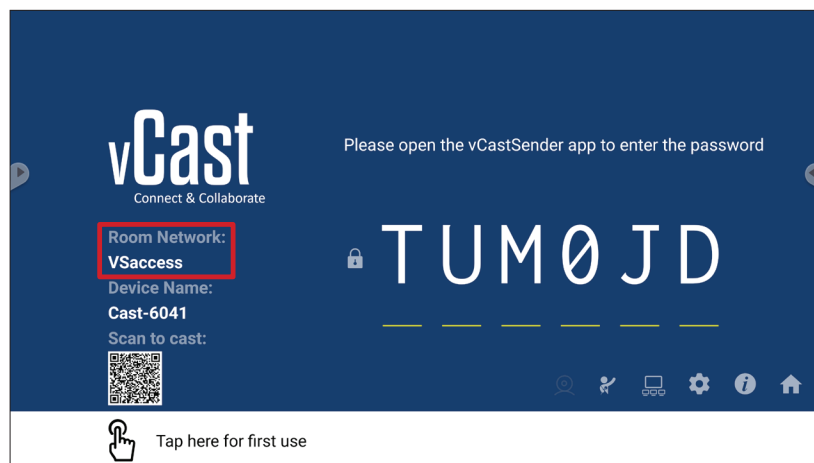 vCast
Connect & Collaborate
Please open the vCastSender app to enter the password
Room Network:
VSaccess
Device Name:
Cast-6041
Scan to cast:
TUM0JD
Tap here for first use